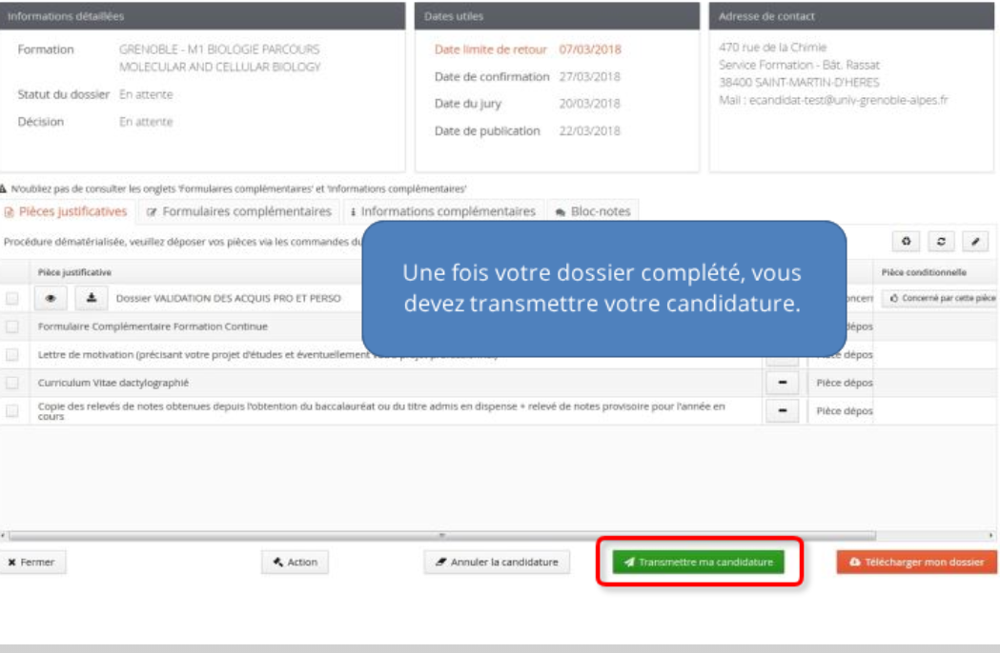 Informations détaillées
Formation GRENOBLE - M1 BIOLOGIE PARCOURS
MOLECULAR AND CELLULAR BIOLOGY
Statut du dossier En attente
Décision En attente
Dates utiles
Date limite de retour 07/03/2018
Date de confirmation 27/03/2018
Date du jury 20/03/2018
Date de publication 22/03/2018
Adresse de contact
470 rue de la Chimie
Service Formation - Bât. Rassat
38400 SAINT-MARTIN-D'HERES
Mail : ecandidat-test@univ-grenoble-alpes.fr
N'oubliez pas de consulter les onglets 'Formulaires complémentaires' et 'Informations complémentaires'
Pièces justificatives Formulaires complémentaires Informations complémentaires Bloc-notes
Procédure dématérialisée, veuillez déposer vos pièces via les commandes du
Une fois votre dossier complété, vous
devez transmettre votre candidature.
Pièce justificative Pièce conditionnelle
Dossier VALIDATION DES ACQUIS PRO ET PERSO Concerné par cette pièce
Formulaire Complémentaire Formation Continue dépos
Lettre de motivation (précisant votre projet d'études et éventuellement
Pièce dépos
Curriculum Vitae dactylographié Pièce dépos
Copie des relevés de notes obtenues depuis l'obtention du baccalauréat ou du titre admis en dispense + relevé de notes provisoire pour l'année en
cours Pièce dépos
Fermer Action Annuler la candidature Transmettre ma candidature Télécharger mon dossier